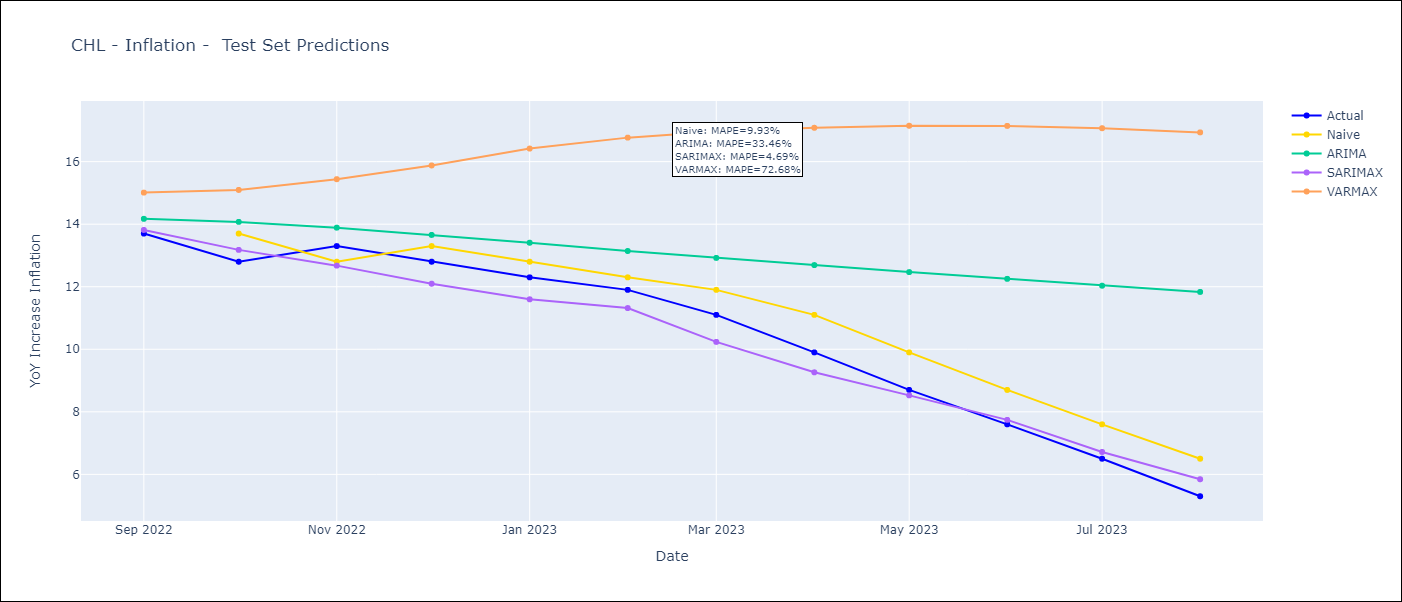 CHL - Inflation -  Test Set Predictions
Actual
Naive
ARIMA
SARIMAX
VARMAX
Naive: MAPE=9.93%
ARIMA: MAPE=33.46%
SARIMAX: MAPE=4.69%
VARMAX: MAPE=72.68%
YoY Increase Inflation
16
14
12
10
8
6
Sep 2022
Nov 2022
Jan 2023
Mar 2023
May 2023
Jul 2023
Date